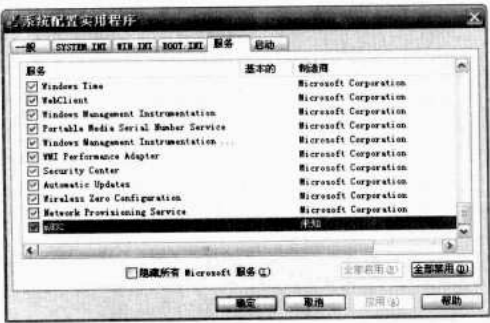 系统配置实用程序
一般 SYSTEM.INI WIN.INI BOOT.INI 服务 启动
服务 基本的 制造商
Windows Time Microsoft Corporation
WebClient Microsoft Corporation
Windows Management Instrumentation Microsoft Corporation
Portable Media Serial Number Service Microsoft Corporation
Windows Management Instrumentation ... Microsoft Corporation
WMI Performance Adapter Microsoft Corporation
Security Center Microsoft Corporation
Automatic Updates Microsoft Corporation
Wireless Zero Configuration Microsoft Corporation
Network Provisioning Service Microsoft Corporation
未知
隐藏所有 Microsoft 服务(I) 全部启用(E) 全部禁用(D)
确定 取消 应用(A) 帮助